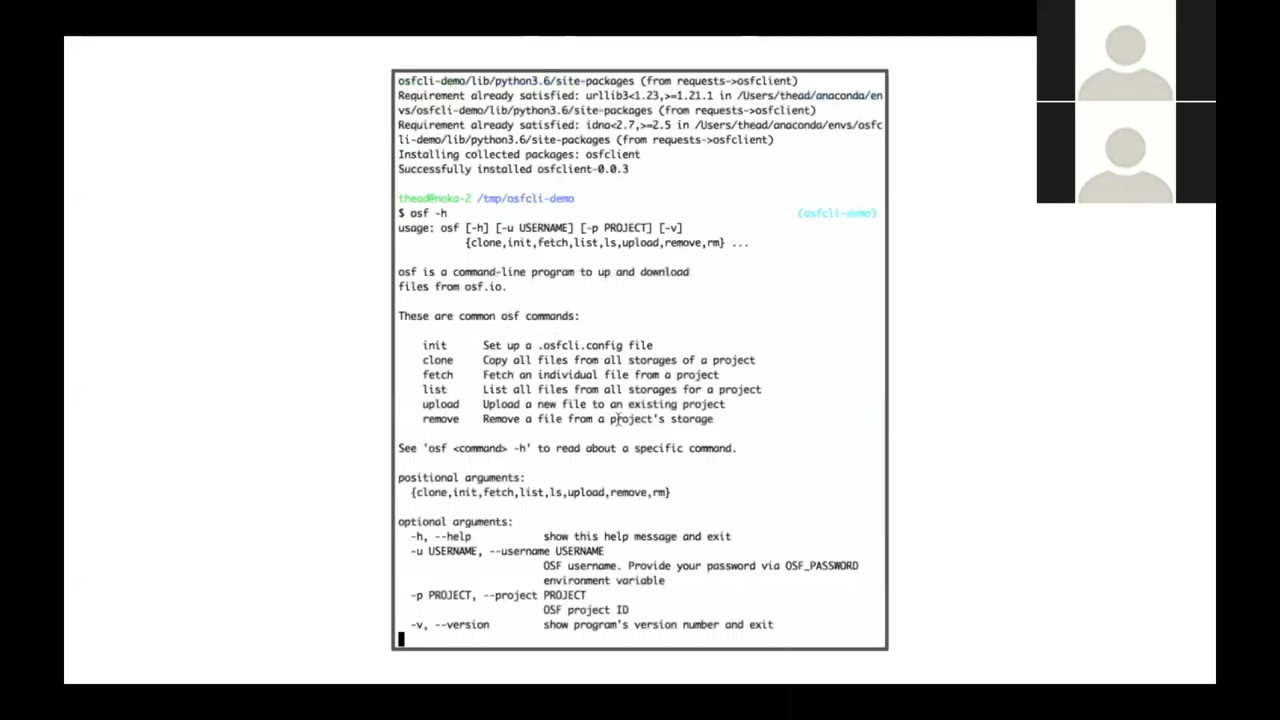 osfcli-demo/lib/python3.6/site-packages (from requests->osfclient)
Requirement already satisfied: urllib3<1.23,>=1.21.1 in /Users/thead/anaconda/en
vs/osfcli-demo/lib/python3.6/site-packages (from requests->osfclient)
Requirement already satisfied: idna<2.7,>=2.5 in /Users/thead/anaconda/envs/osfc
li-demo/lib/python3.6/site-packages (from requests->osfclient)
Installing collected packages: osfclient
Successfully installed osfclient-0.0.3
thead@noka-2 /tmp/osfcli-demo
$ osf -h (osfcli-demo)
usage: osf [-h] [-u USERNAME] [-p PROJECT] [-v]
{clone,init,fetch,list,ls,upload,remove,rm} ...
osf is a command-line program to up and download
files from osf.io.
These are common osf commands:
init Set up a .osfcli.config file
clone Copy all files from all storages of a project
fetch Fetch an individual file from a project
list List all files from all storages for a project
upload Upload a new file to an existing project
remove Remove a file from a project's storage
See 'osf <command> -h' to read about a specific command.
positional arguments:
{clone,init,fetch,list,ls,upload,remove,rm}
optional arguments:
-h, --help show this help message and exit
-u USERNAME, --username USERNAME
OSF username. Provide your password via OSF_PASSWORD
environment variable
-p PROJECT, --project PROJECT
OSF project ID
-v, --version show program's version number and exit